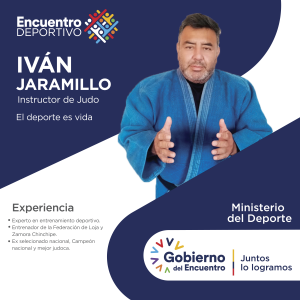 Encuentro
DEPORTIVO
IVÁN
JARAMILLO
Instructor de Judo
El deporte es vida
Experiencia
• Experto en entrenamiento deportivo.
• Entrenador de la Federación de Loja y
Zamora Chinchipe.
• Ex selecionado nacional, Campeón
nacional y mejor judoca.
Ministerio
del Deporte
Gobierno
del Encuentro
Juntos
lo logramos